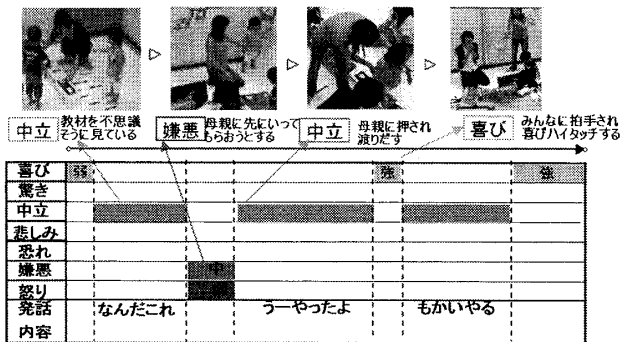 中立
教材を不思議
そうに見ている
嫌悪
母親に先にいって
もらおうとする
中立
母親に押され
渡りだす
喜び
みんなに拍手され
喜びハイタッチする
喜び 弱 強 強
驚き
中立
悲しみ
恐れ
嫌悪 中
怒り
発話 なんだこれ うーやったよ もかいやる
内容